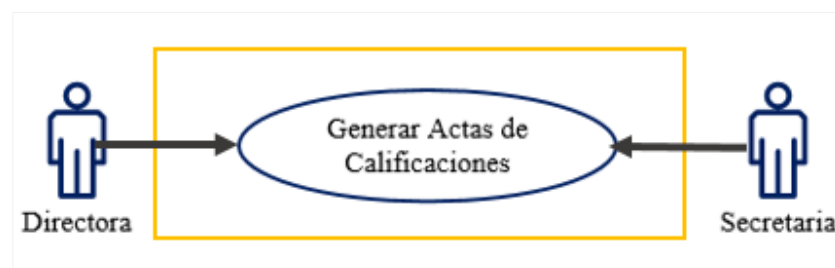 Generar Actas de
Calificaciones
Directora
Secretaria